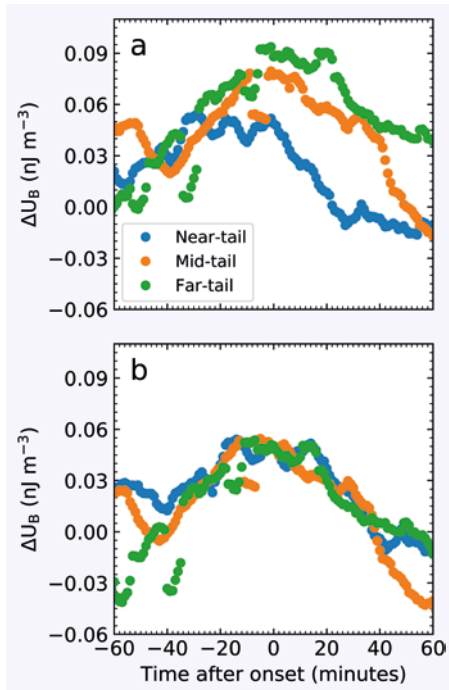 a
0.09
0.06
0.03
0.00
−0.03
−0.06
ΔU_B (nJ m⁻³)
Near-tail
Mid-tail
Far-tail
b
0.09
0.06
0.03
0.00
−0.03
−0.06
ΔU_B (nJ m⁻³)
−60 −40 −20 0 20 40 60
Time after onset (minutes)